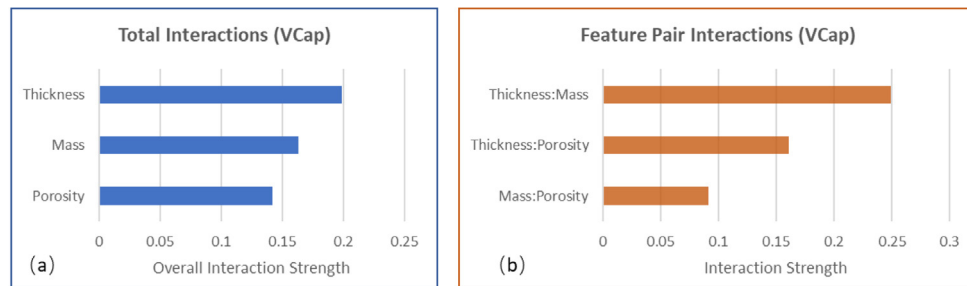 Total Interactions (VCap)
Thickness
Mass
Porosity
0 0.05 0.1 0.15 0.2 0.25
(a)
Overall Interaction Strength
Feature Pair Interactions (VCap)
Thickness:Mass
Thickness:Porosity
Mass:Porosity
0 0.05 0.1 0.15 0.2 0.25 0.3
(b)
Interaction Strength